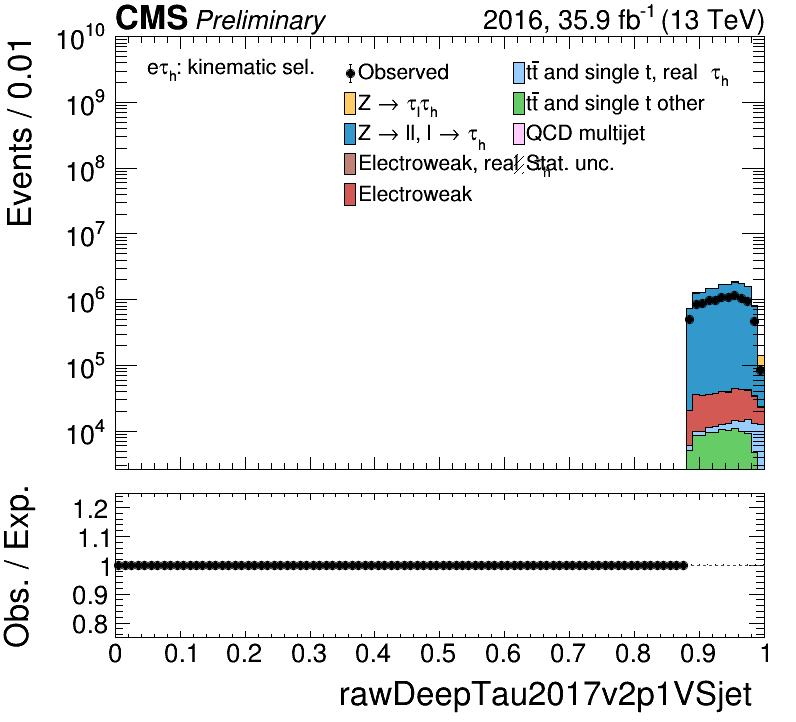 CMS Preliminary 2016, 35.9 fb⁻¹ (13 TeV)
Events / 0.01
10¹⁰
10⁹
10⁸
10⁷
10⁶
10⁵
10⁴
eτₕ: kinematic sel.
Observed
Z → τₗτₕ
Z → ll, l → τₕ
Electroweak, real τₕ
Electroweak
tt̄ and single t, real τₕ
tt̄ and single t other
QCD multijet
Stat. unc.
Obs. / Exp.
1.2
1.1
1
0.9
0.8
0 0.1 0.2 0.3 0.4 0.5 0.6 0.7 0.8 0.9 1
rawDeepTau2017v2p1VSjet